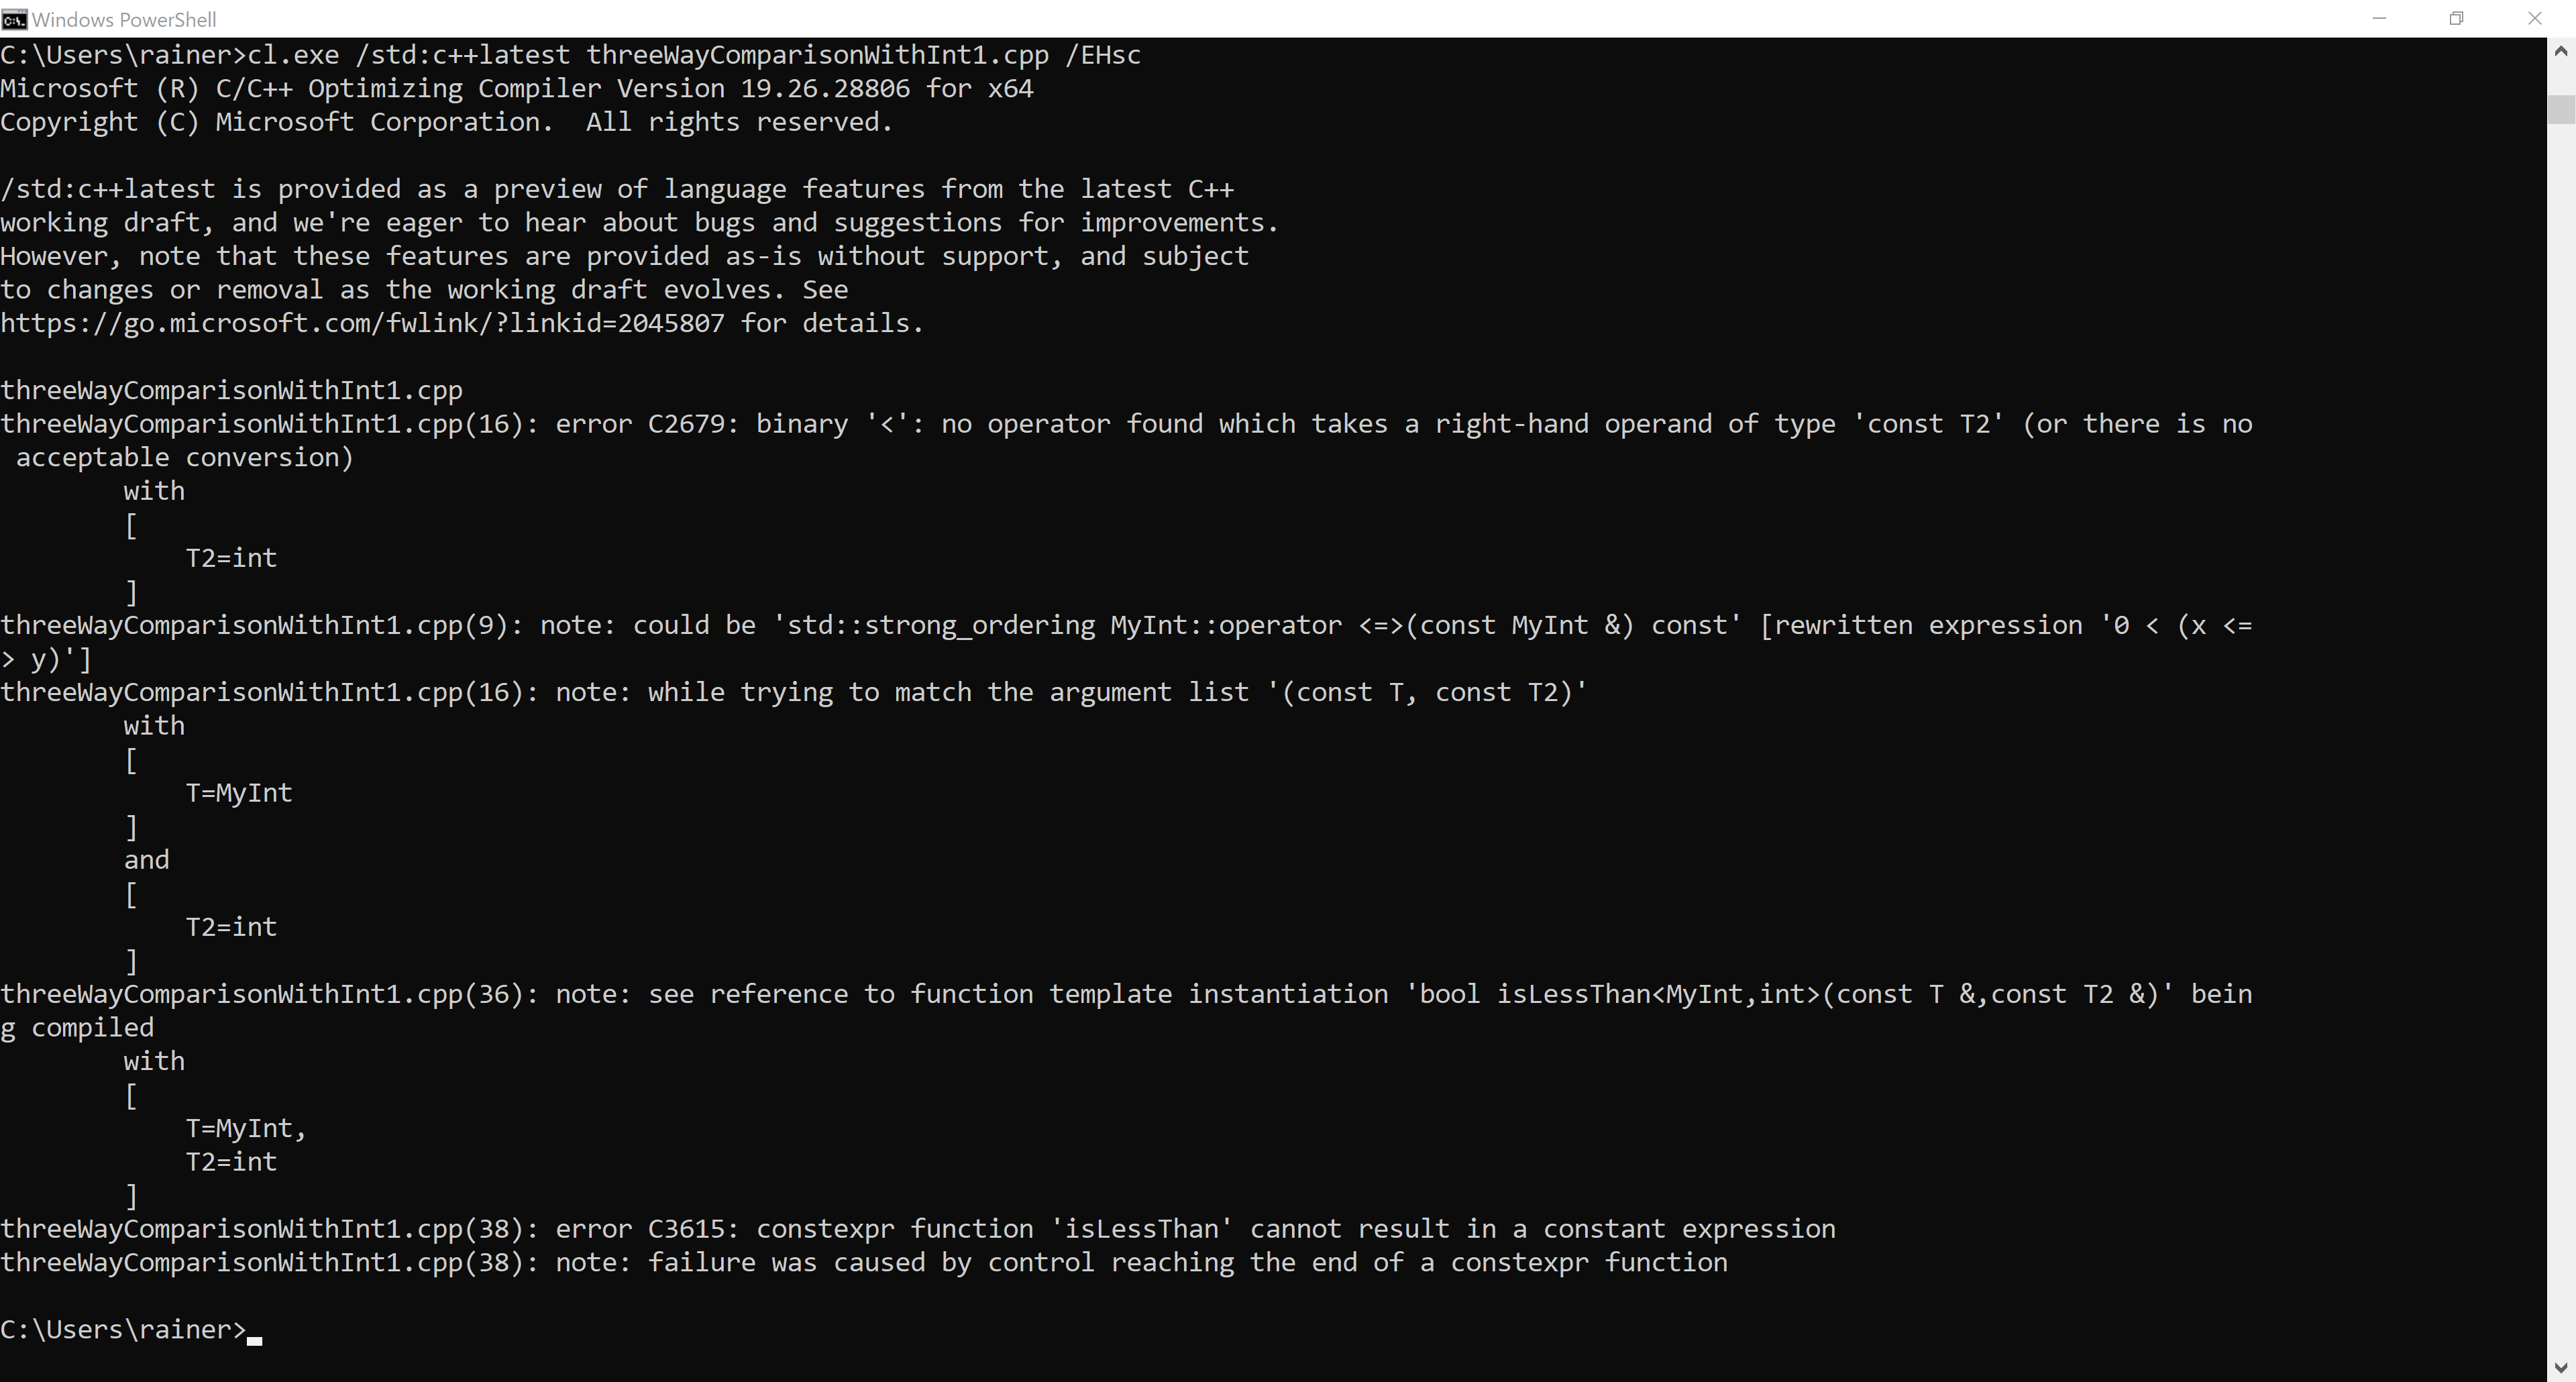 Windows PowerShell
C:\Users\rainer>cl.exe /std:c++latest threeWayComparisonWithInt1.cpp /EHsc
Microsoft (R) C/C++ Optimizing Compiler Version 19.26.28806 for x64
Copyright (C) Microsoft Corporation.  All rights reserved.

/std:c++latest is provided as a preview of language features from the latest C++
working draft, and we're eager to hear about bugs and suggestions for improvements.
However, note that these features are provided as-is without support, and subject
to changes or removal as the working draft evolves. See
https://go.microsoft.com/fwlink/?linkid=2045807 for details.

threeWayComparisonWithInt1.cpp
threeWayComparisonWithInt1.cpp(16): error C2679: binary '<': no operator found which takes a right-hand operand of type 'const T2' (or there is no
 acceptable conversion)
        with
        [
            T2=int
        ]
threeWayComparisonWithInt1.cpp(9): note: could be 'std::strong_ordering MyInt::operator <=>(const MyInt &) const' [rewritten expression '0 < (x <=
> y)']
threeWayComparisonWithInt1.cpp(16): note: while trying to match the argument list '(const T, const T2)'
        with
        [
            T=MyInt
        ]
        and
        [
            T2=int
        ]
threeWayComparisonWithInt1.cpp(36): note: see reference to function template instantiation 'bool isLessThan<MyInt,int>(const T &,const T2 &)' bein
g compiled
        with
        [
            T=MyInt,
            T2=int
        ]
threeWayComparisonWithInt1.cpp(38): error C3615: constexpr function 'isLessThan' cannot result in a constant expression
threeWayComparisonWithInt1.cpp(38): note: failure was caused by control reaching the end of a constexpr function

C:\Users\rainer>